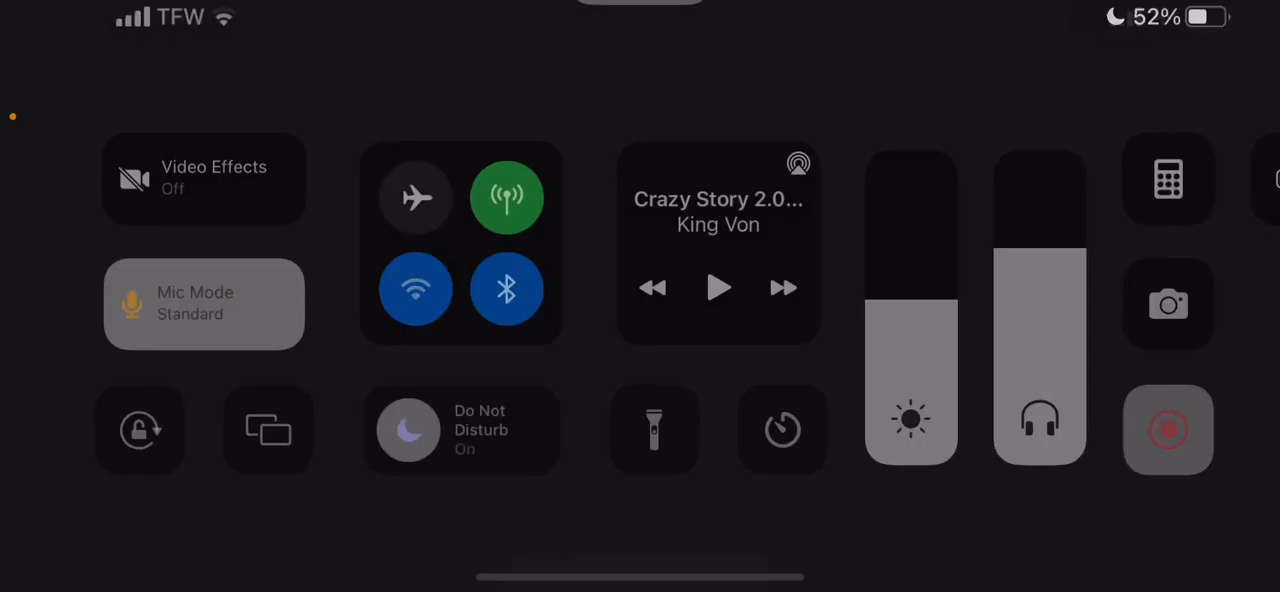 TFW
52%
Video Effects
Off
Mic Mode
Standard
Crazy Story 2.0...
King Von
Do Not
Disturb
On